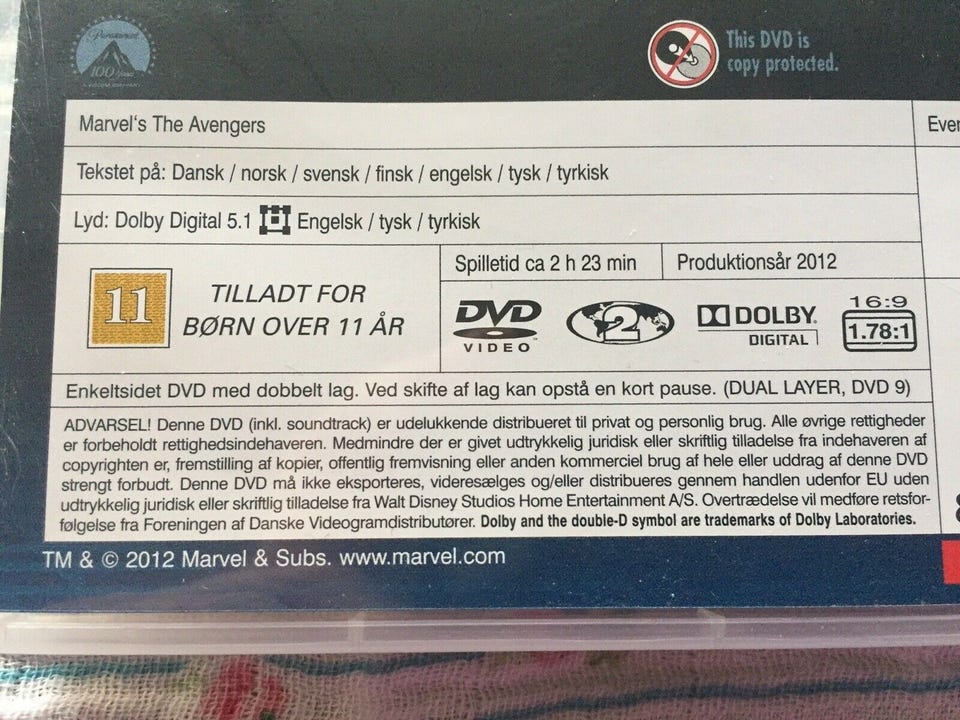 Paramount
100 Years
This DVD is
copy protected.
Marvel's The Avengers
Tekstet på: Dansk / norsk / svensk / finsk / engelsk / tysk / tyrkisk
Lyd: Dolby Digital 5.1 Engelsk / tysk / tyrkisk
11
TILLADT FOR
BØRN OVER 11 ÅR
Spilletid ca 2 h 23 min
Produktionsår 2012
DVD
VIDEO
2
DOLBY
DIGITAL
16:9
1.78:1
Enkeltsidet DVD med dobbelt lag. Ved skifte af lag kan opstå en kort pause. (DUAL LAYER, DVD 9)
ADVARSEL! Denne DVD (inkl. soundtrack) er udelukkende distribueret til privat og personlig brug. Alle øvrige rettigheder
er forbeholdt rettighedsindehaveren. Medmindre der er givet udtrykkelig juridisk eller skriftlig tilladelse fra indehaveren af
copyrighten er, fremstilling af kopier, offentlig fremvisning eller anden kommerciel brug af hele eller uddrag af denne DVD
strengt forbudt. Denne DVD må ikke eksporteres, videresælges og/eller distribueres gennem handlen udenfor EU uden
udtrykkelig juridisk eller skriftlig tilladelse fra Walt Disney Studios Home Entertainment A/S. Overtrædelse vil medføre retsfor-
følgelse fra Foreningen af Danske Videogramdistributører. Dolby and the double-D symbol are trademarks of Dolby Laboratories.
TM & © 2012 Marvel & Subs. www.marvel.com